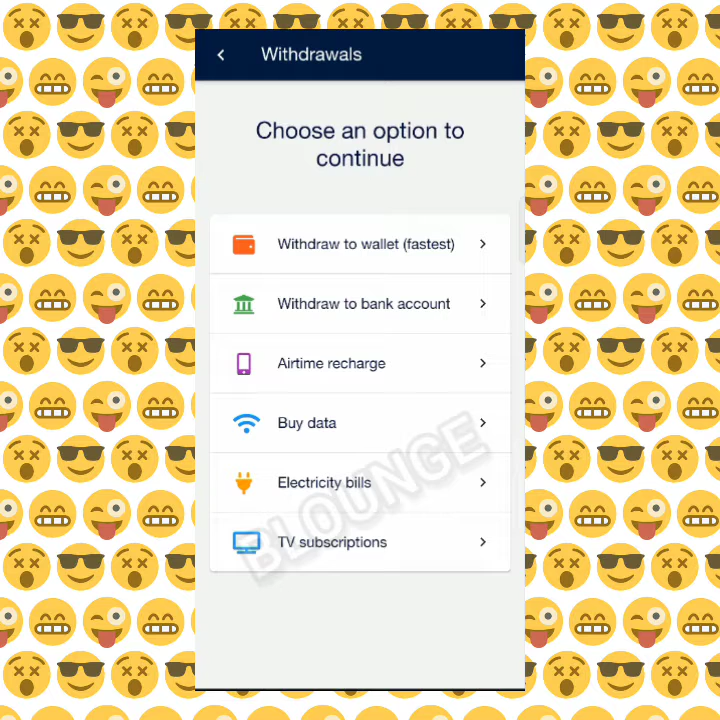 Withdrawals
Choose an option to
continue
Withdraw to wallet (fastest)
Withdraw to bank account
Airtime recharge
Buy data
Electricity bills
TV subscriptions
BLOUNGE